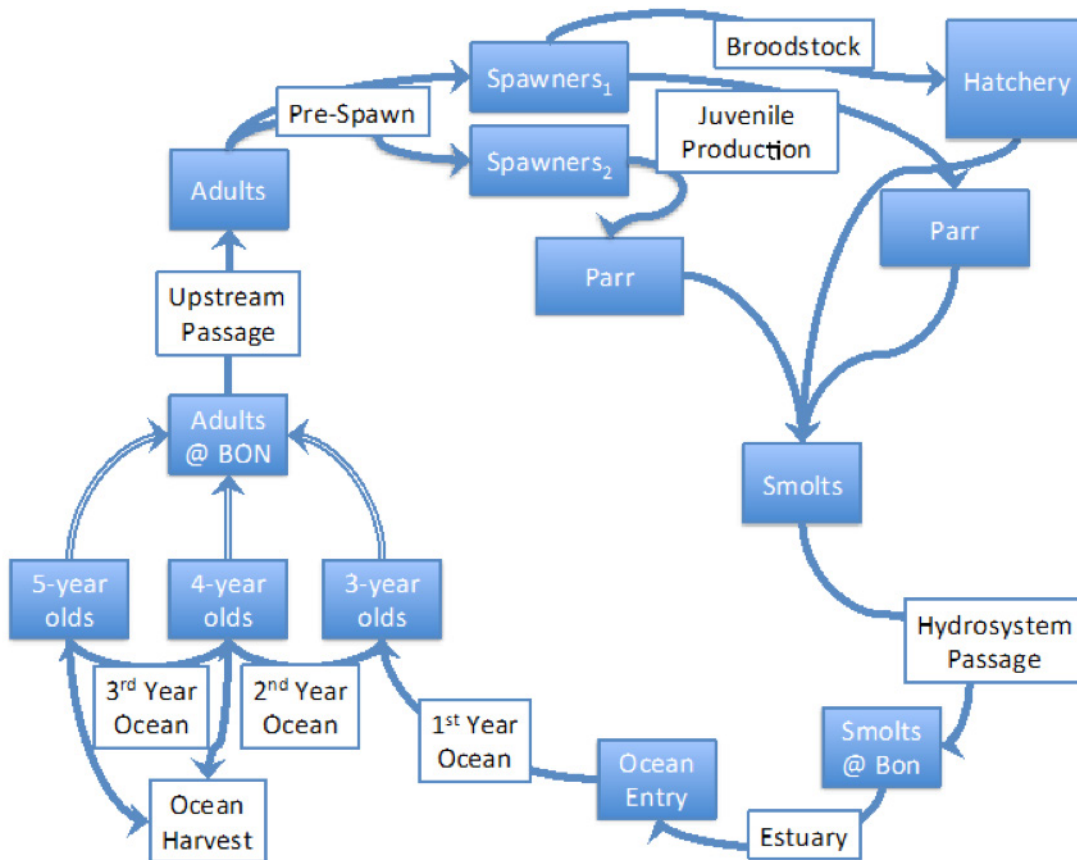 Broodstock
Hatchery
Spawners₁
Pre-Spawn
Juvenile
Production
Spawners₂
Adults
Parr
Parr
Upstream
Passage
Adults
@ BON
Smolts
5-year
olds
4-year
olds
3-year
olds
Hydrosystem
Passage
3ʳᵈ Year
Ocean
2ⁿᵈ Year
Ocean
1ˢᵗ Year
Ocean
Smolts
@ Bon
Ocean
Entry
Ocean
Harvest
Estuary